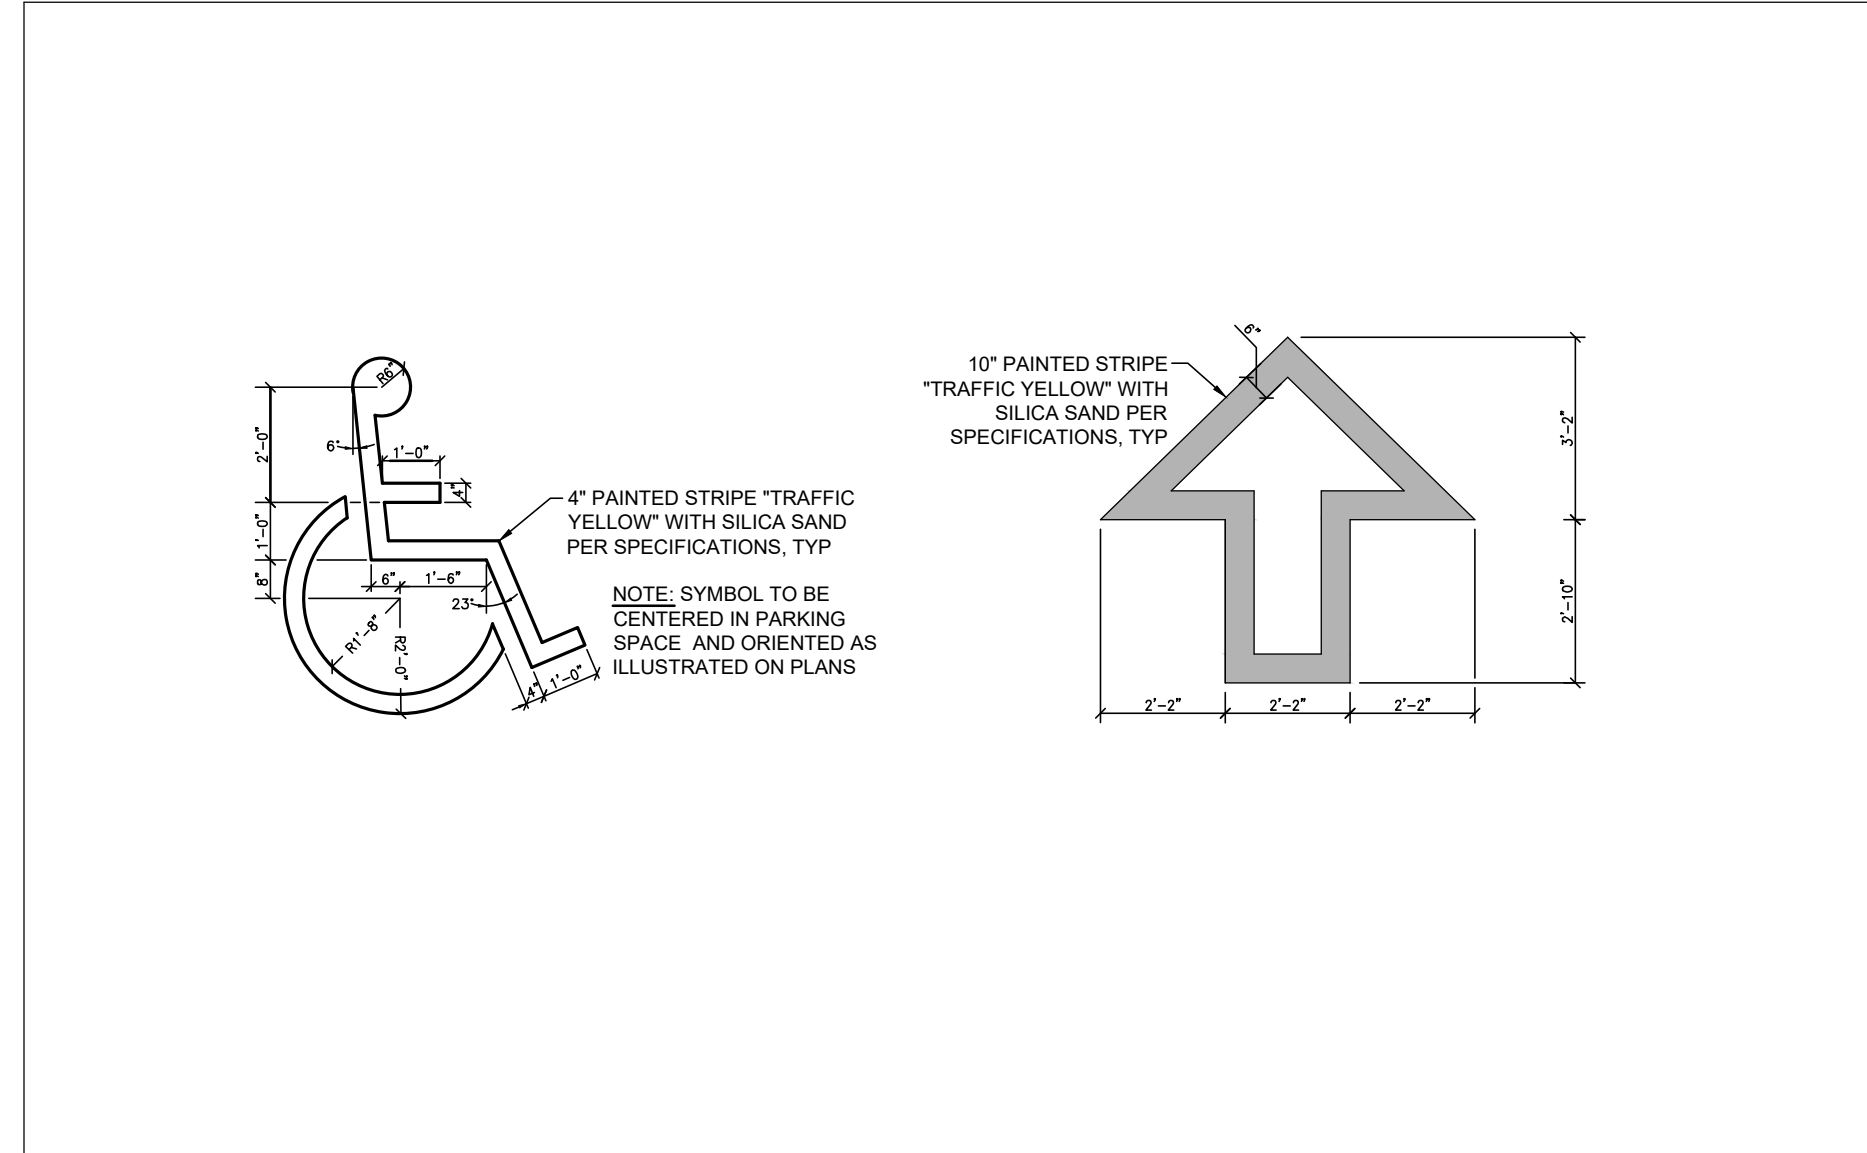 R6"
2'-0"
6°
1'-0"
4"
1'-0"
8"
6"
1'-6"
23°
R1'-8"
R2'-0"
4"
1'-0"
4" PAINTED STRIPE "TRAFFIC
YELLOW" WITH SILICA SAND
PER SPECIFICATIONS, TYP
NOTE: SYMBOL TO BE
CENTERED IN PARKING
SPACE  AND ORIENTED AS
ILLUSTRATED ON PLANS
6"
10" PAINTED STRIPE
"TRAFFIC YELLOW" WITH
SILICA SAND PER
SPECIFICATIONS, TYP
3'-2"
2'-10"
2'-2"
2'-2"
2'-2"